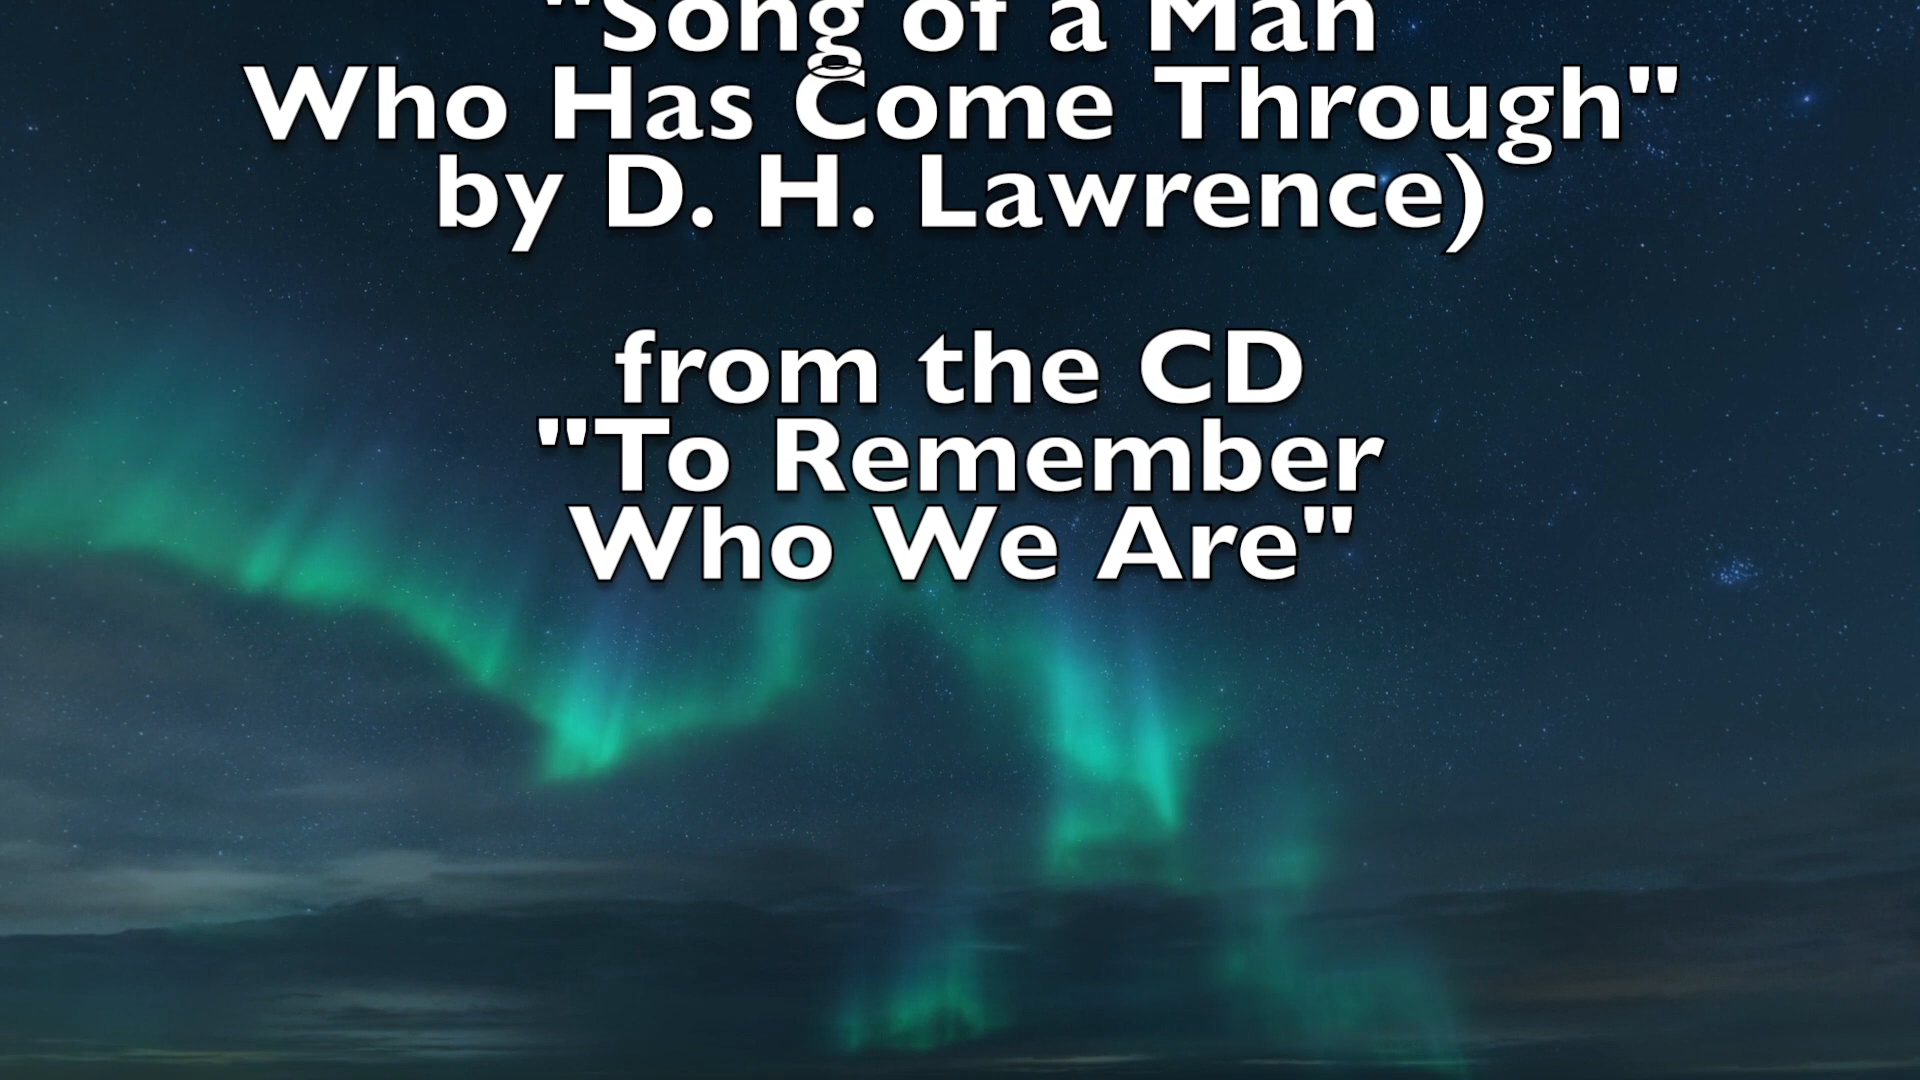 "Song of a Man
Who Has Come Through"
by D. H. Lawrence)
from the CD
"To Remember
Who We Are"